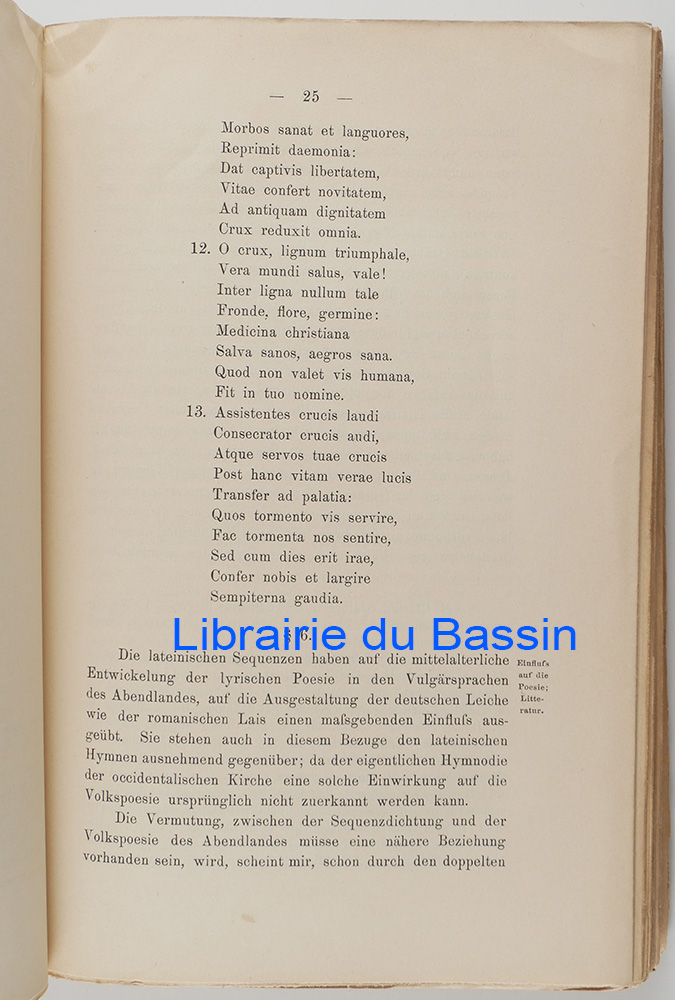 — 25 —
Morbos sanat et languores,
Reprimit daemonia:
Dat captivis libertatem,
Vitae confert novitatem,
Ad antiquam dignitatem
Crux reduxit omnia.
12. O crux, lignum triumphale,
Vera mundi salus, vale!
Inter ligna nullum tale
Fronde, flore, germine:
Medicina christiana
Salva sanos, aegros sana.
Quod non valet vis humana,
Fit in tuo nomine.
13. Assistentes crucis laudi
Consecrator crucis audi,
Atque servos tuae crucis
Post hanc vitam verae lucis
Transfer ad palatia:
Quos tormento vis servire,
Fac tormenta nos sentire,
Sed cum dies erit irae,
Confer nobis et largire
Sempiterna gaudia.
§ 6.
Librairie du Bassin
Die lateinischen Sequenzen haben auf die mittelalterliche
Entwickelung der lyrischen Poesie in den Vulgärsprachen
des Abendlandes, auf die Ausgestaltung der deutschen Leiche
wie der romanischen Lais einen maſsgebenden Einfluſs aus-
geübt. Sie stehen auch in diesem Bezuge den lateinischen
Hymnen ausnehmend gegenüber; da der eigentlichen Hymnodie
der occidentalischen Kirche eine solche Einwirkung auf die
Volkspoesie ursprünglich nicht zuerkannt werden kann.
Die Vermutung, zwischen der Sequenzdichtung und der
Volkspoesie des Abendlandes müsse eine nähere Beziehung
vorhanden sein, wird, scheint mir, schon durch den doppelten
Einfluſs
auf die
Poesie;
Litte-
ratur.